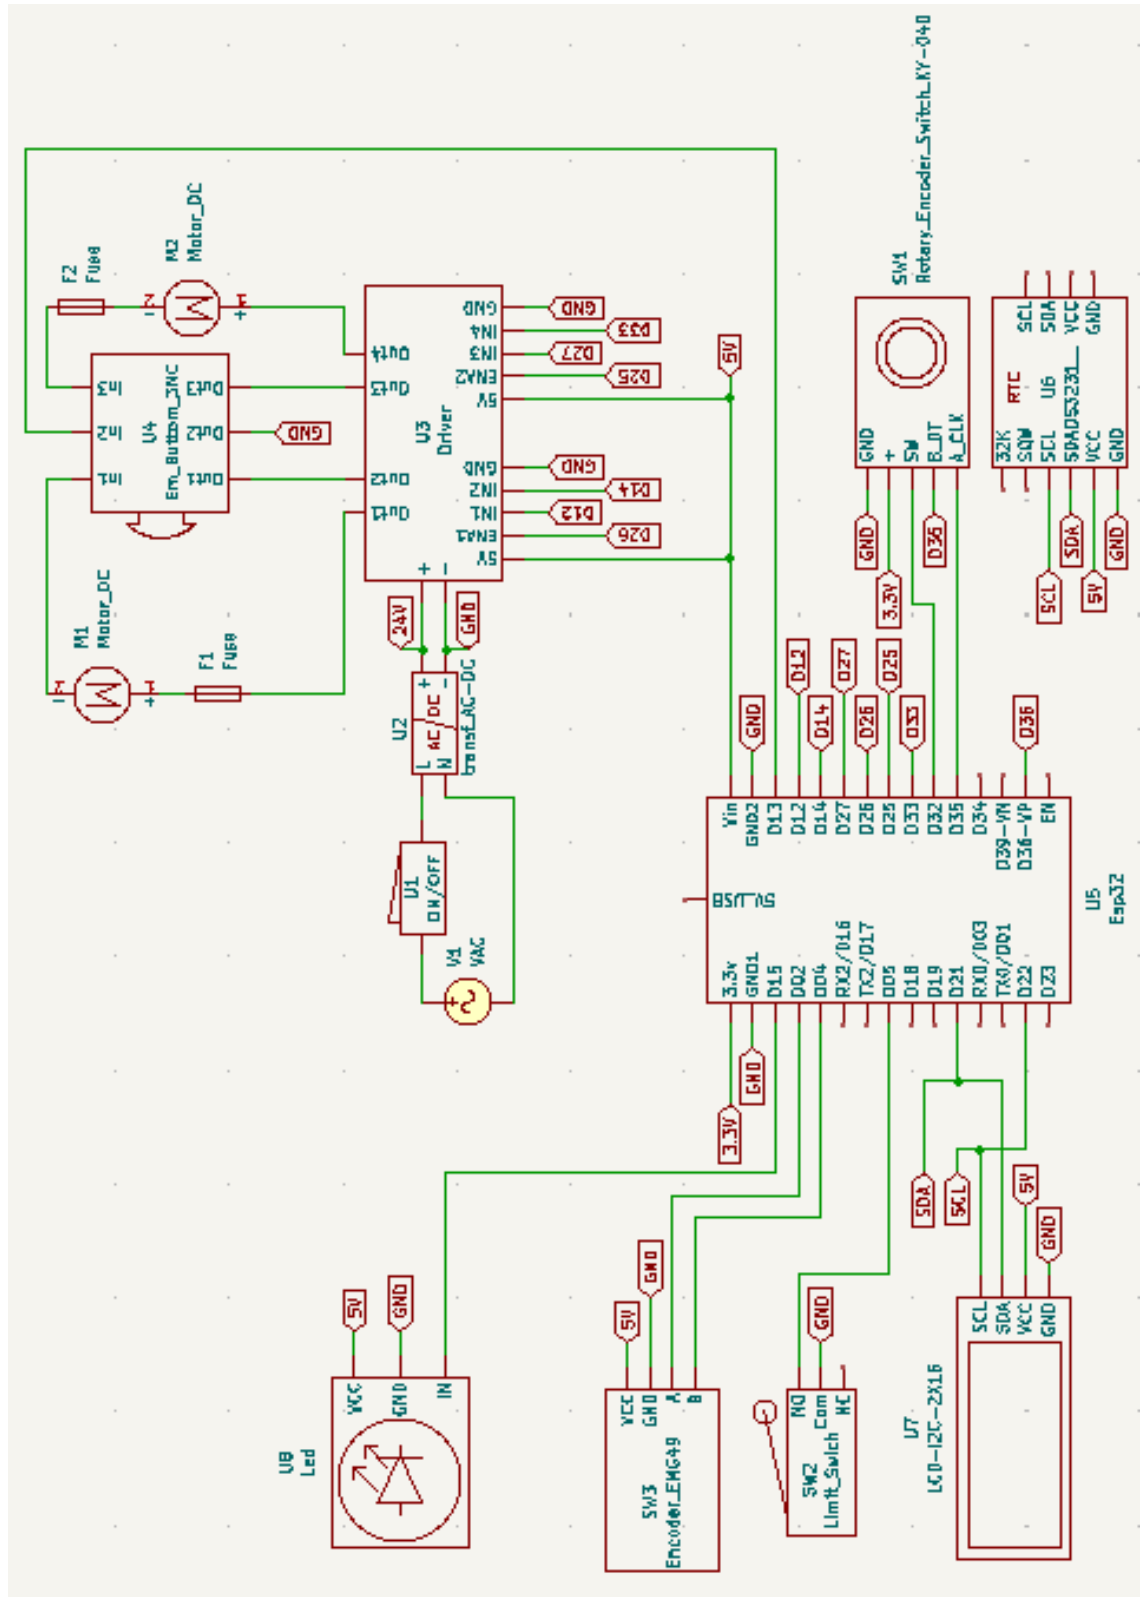 M1
Motor_DC
F1
Fuse
F2
Fuse
M2
Motor_DC
1
2
+
-
2
1
-
+
In1
In2
In3
U4
Em_Buttom_3NC
Out1
Out2
Out3
GND
Out1
Out2
Out3
Out4
U3
Driver
+
-
5V
ENA1
IN1
IN2
GND
5V
ENA2
IN3
IN4
GND
D26
D12
D14
GND
D25
D27
D33
GND
5V
24V
GND
U2
transf_AC-DC
AC/DC
L
N
+
-
U1
ON/OFF
V1
VAC
+
SW1
Rotary_Encoder_Switch_KY-040
GND
+
SW
B_DT
A_CLK
GND
3.3V
D36
RTC
U6
32K
SQW
SCL
SDA
VCC
GND
SCL
SDA
VCC
GND
SCL
SDA
5V
GND
GND
D12
D14
D27
D26
D25
D33
D36
Vin
GND2
D13
D12
D14
D27
D26
D25
D33
D32
D35
D34
D39-VN
D36-VP
EN
5V_USB
U5
Esp32
3.3v
GND1
D15
D02
D04
RX2/D16
TX2/D17
D05
D18
D19
D21
RX0/D03
TX0/D01
D22
D23
3.3V
GND
SDA
SCL
5V
GND
U8
Led
VCC
GND
IN
5V
GND
SW3
Encoder_EMG49
VCC
GND
A
B
5V
GND
SW2
Limit_Swich
NO
Com
NC
GND
U7
LCD-I2C-2X16
SCL
SDA
VCC
GND